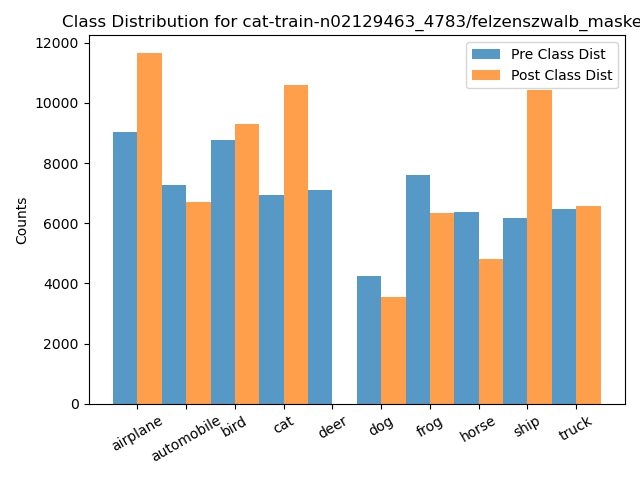 Class Distribution for cat-train-n02129463_4783/felzenszwalb_maske
Pre Class Dist
Post Class Dist
Counts
12000
10000
8000
6000
4000
2000
0
airplane
automobile
bird
cat
deer
dog
frog
horse
ship
truck